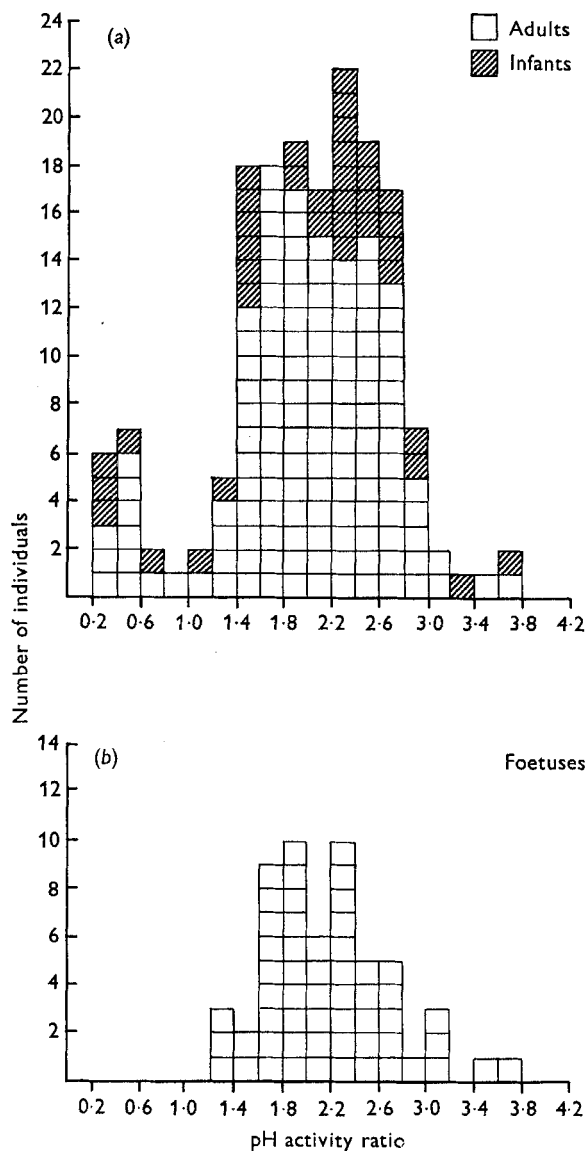 (a)
Adults
Infants
Number of individuals
24
22
20
18
16
14
12
10
8
6
4
2
0·2 0·6 1·0 1·4 1·8 2·2 2·6 3·0 3·4 3·8 4·2
(b)
Foetuses
14
12
10
8
6
4
2
0·2 0·6 1·0 1·4 1·8 2·2 2·6 3·0 3·4 3·8 4·2
pH activity ratio